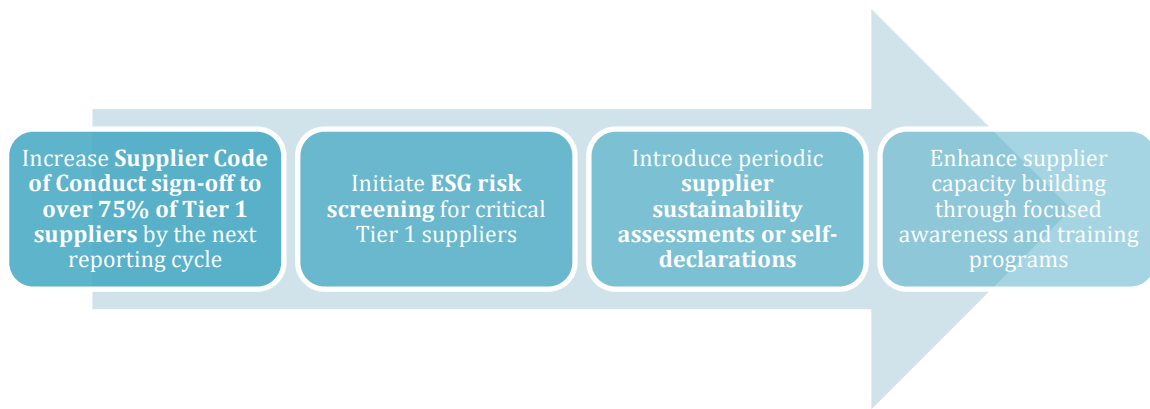 Increase Supplier Code
of Conduct sign-off to
over 75% of Tier 1
suppliers by the next
reporting cycle
Initiate ESG risk
screening for critical
Tier 1 suppliers
Introduce periodic
supplier
sustainability
assessments or self-
declarations
Enhance supplier
capacity building
through focused
awareness and training
programs